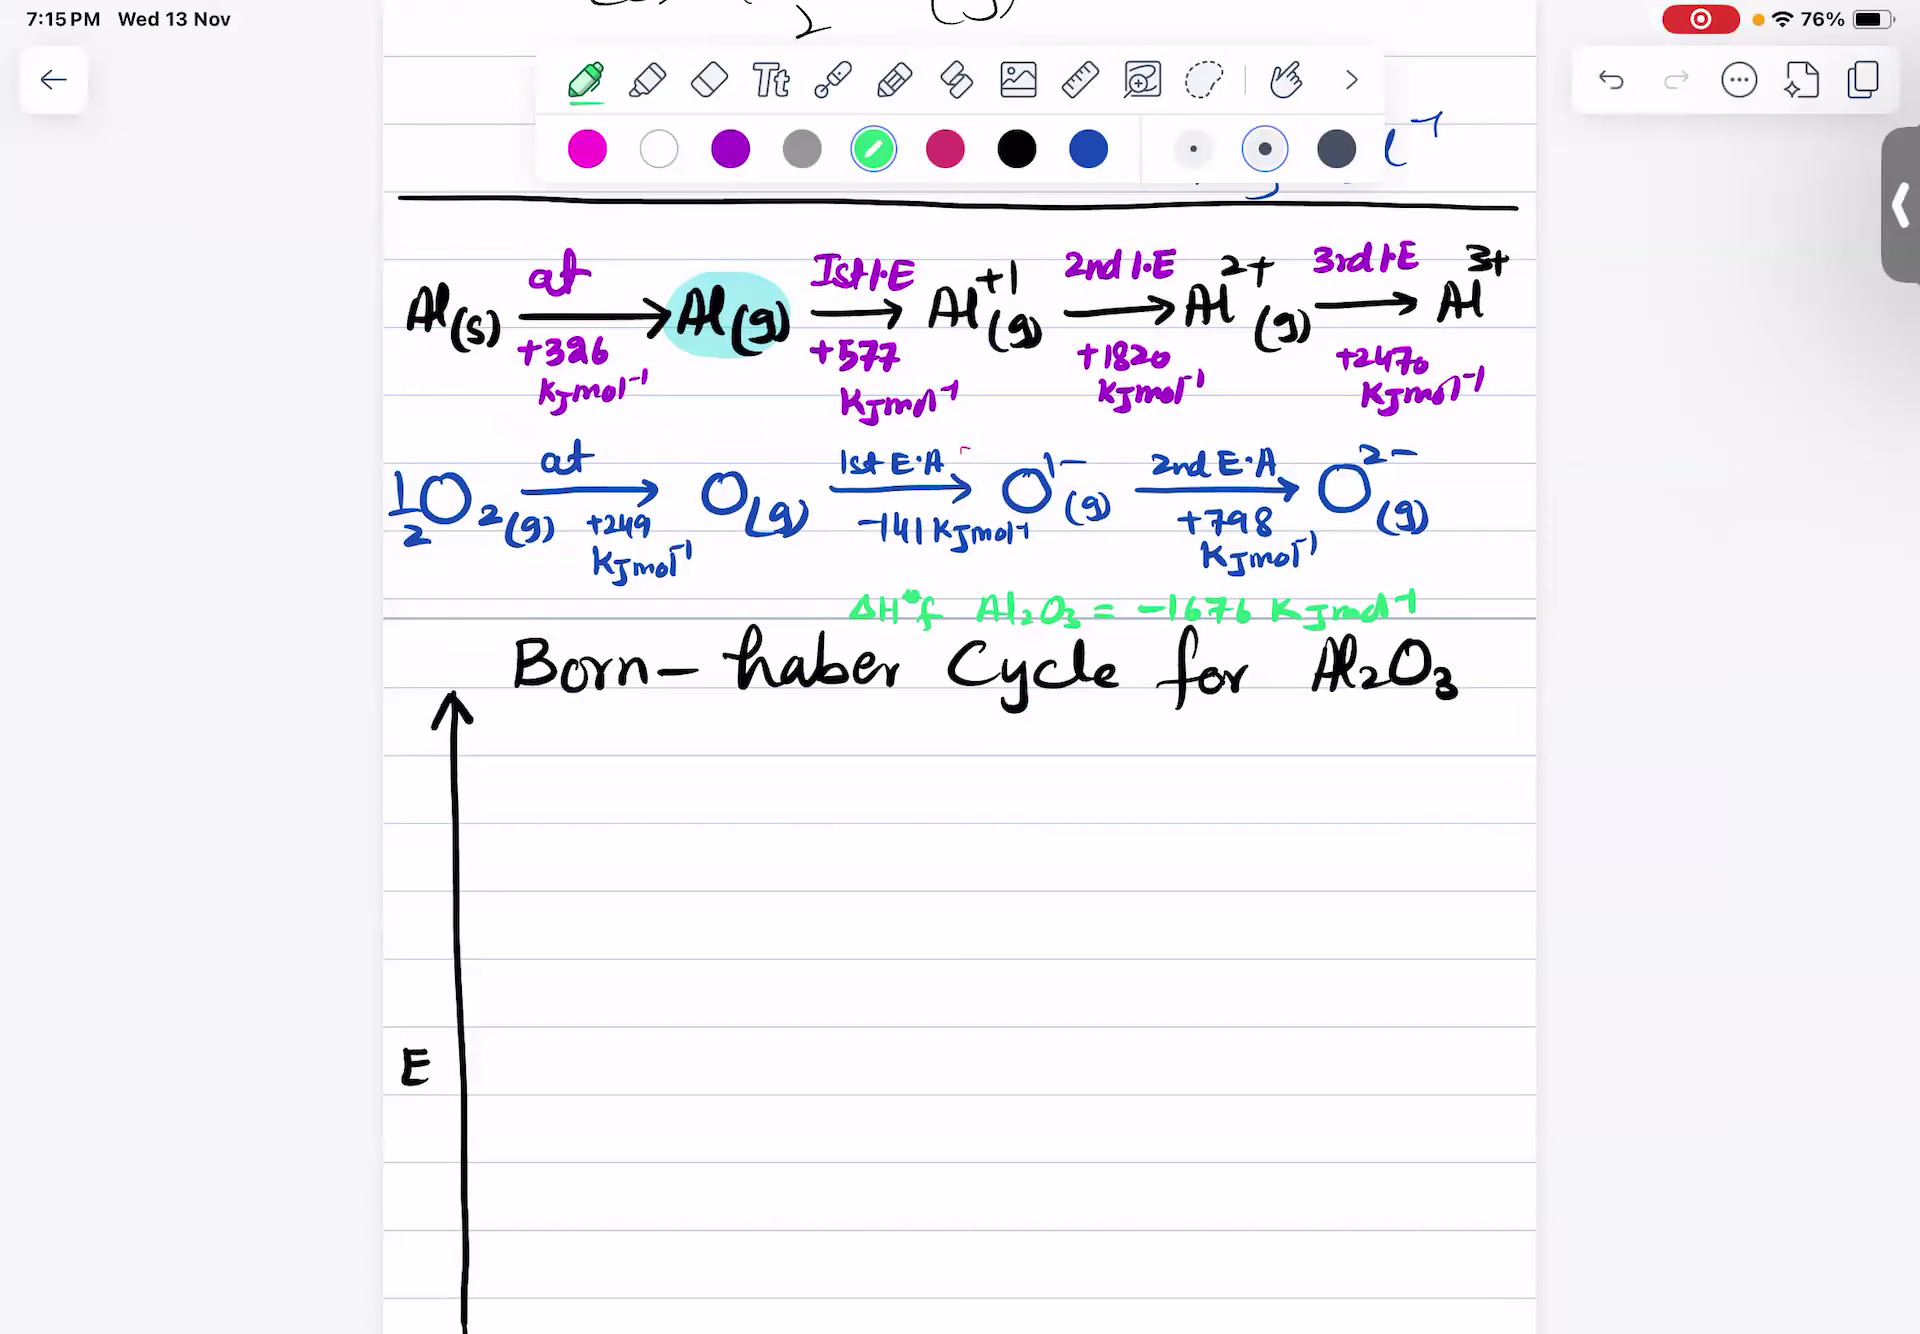 7:15 PM Wed 13 Nov
76%
Tt
Al(s) at +326 KJmol⁻¹ → Al(g) Ist I.E +577 KJmol⁻¹ → Al⁺¹(g) 2nd I.E +1820 KJmol⁻¹ → Al²⁺(g) 3rd I.E +2470 KJmol⁻¹ → Al³⁺
½O₂(g) at +249 KJmol⁻¹ → O(g) 1st E.A -141 KJmol⁻¹ → O¹⁻(g) 2nd E.A +798 KJmol⁻¹ → O²⁻(g)
ΔH°f Al₂O₃ = -1676 KJmol⁻¹
Born-haber Cycle for Al₂O₃
E